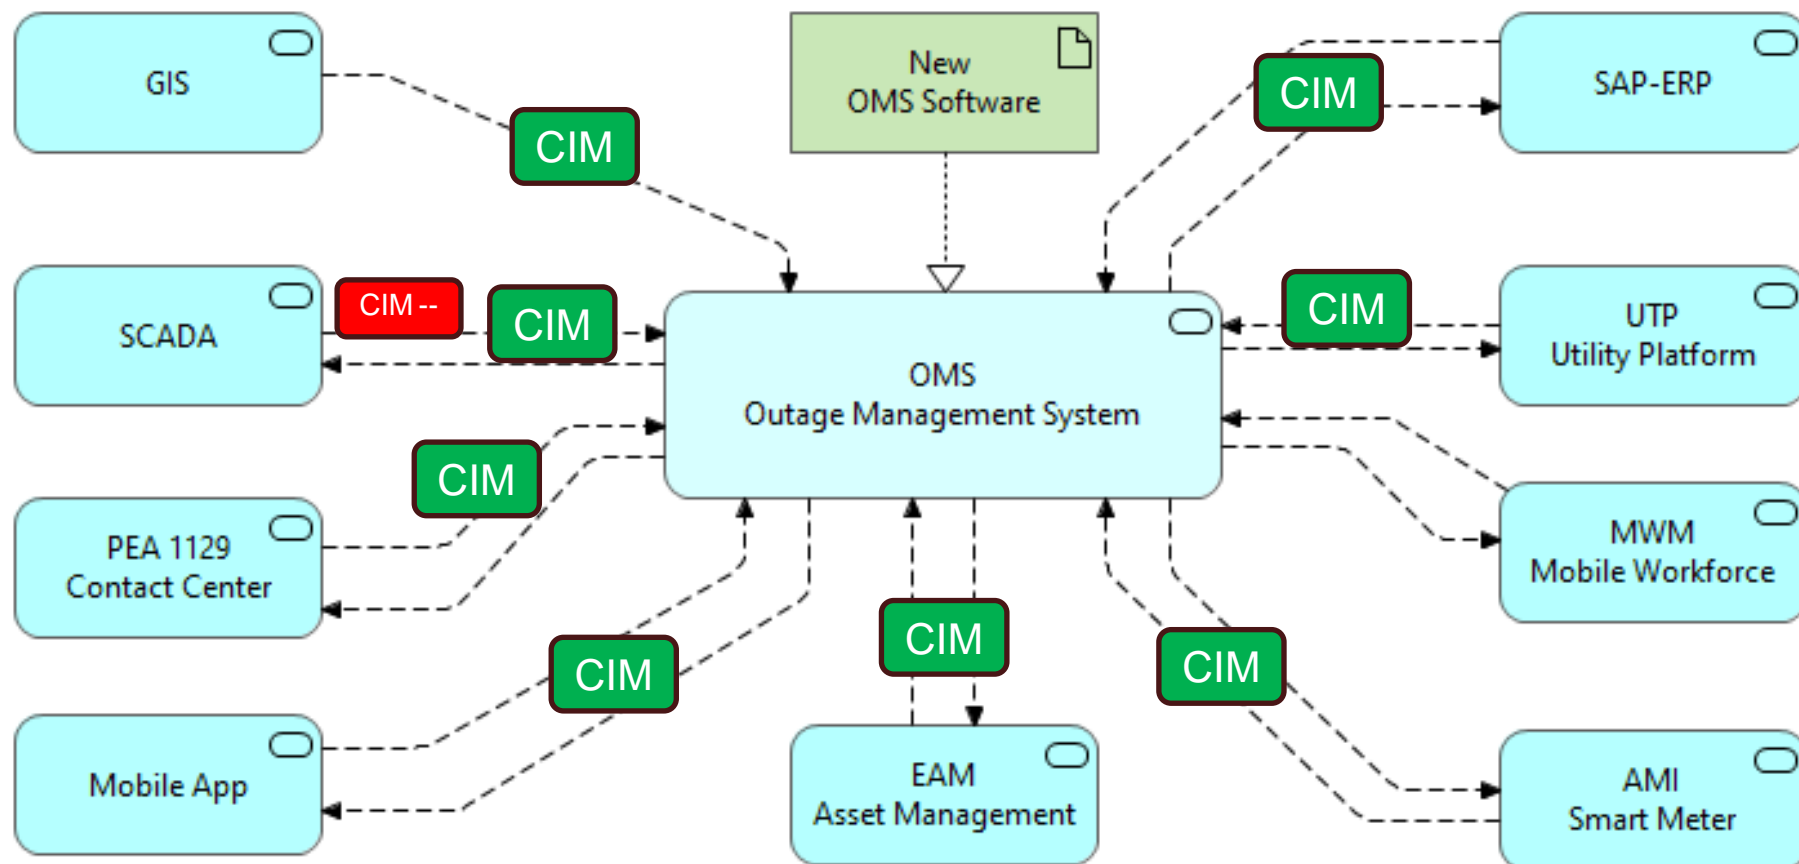 GIS
CIM
New
OMS Software
CIM
SAP-ERP
SCADA
CIM --
CIM
OMS
Outage Management System
CIM
UTP
Utility Platform
PEA 1129
Contact Center
CIM
MWM
Mobile Workforce
Mobile App
CIM
CIM
EAM
Asset Management
CIM
AMI
Smart Meter